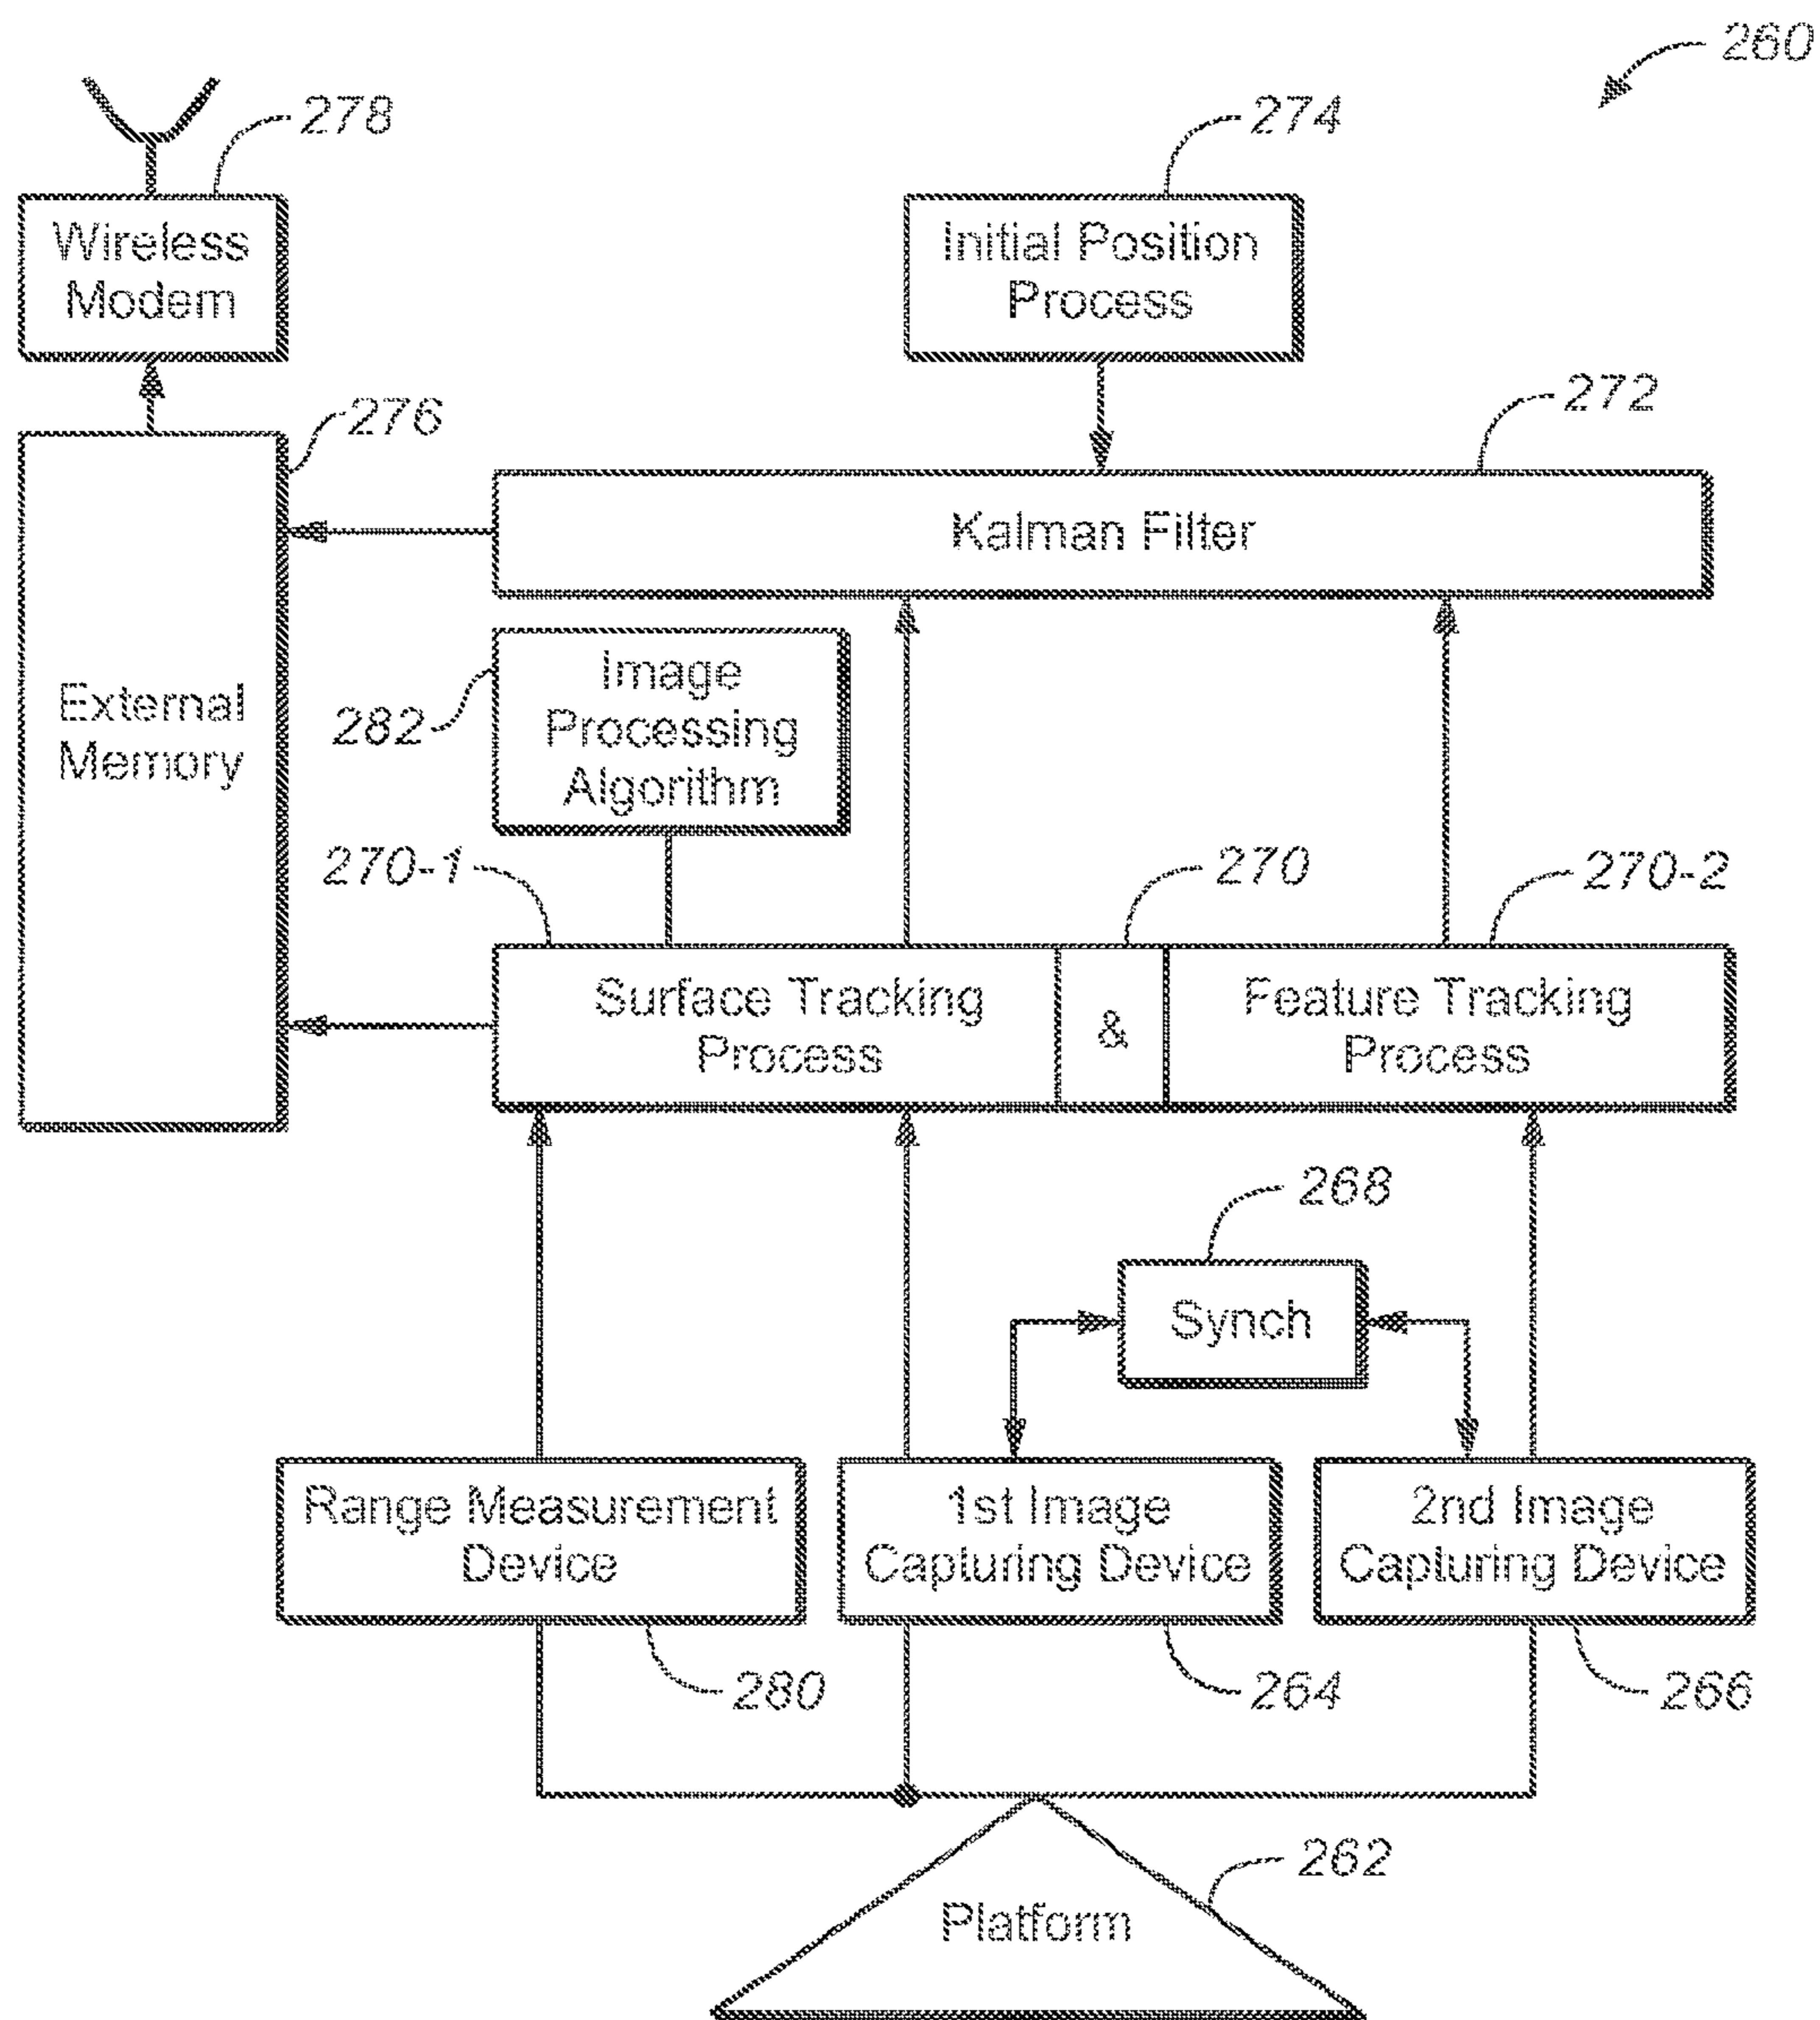 260
278
274
Wireless
Modem
Initial Position
Process
276
272
Kalman Filter
External
Memory
282
Image
Processing
Algorithm
270-1
270
270-2
Surface Tracking
Process
&
Feature Tracking
Process
268
Synch
Range Measurement
Device
1st Image
Capturing Device
2nd Image
Capturing Device
280
264
266
262
Platform